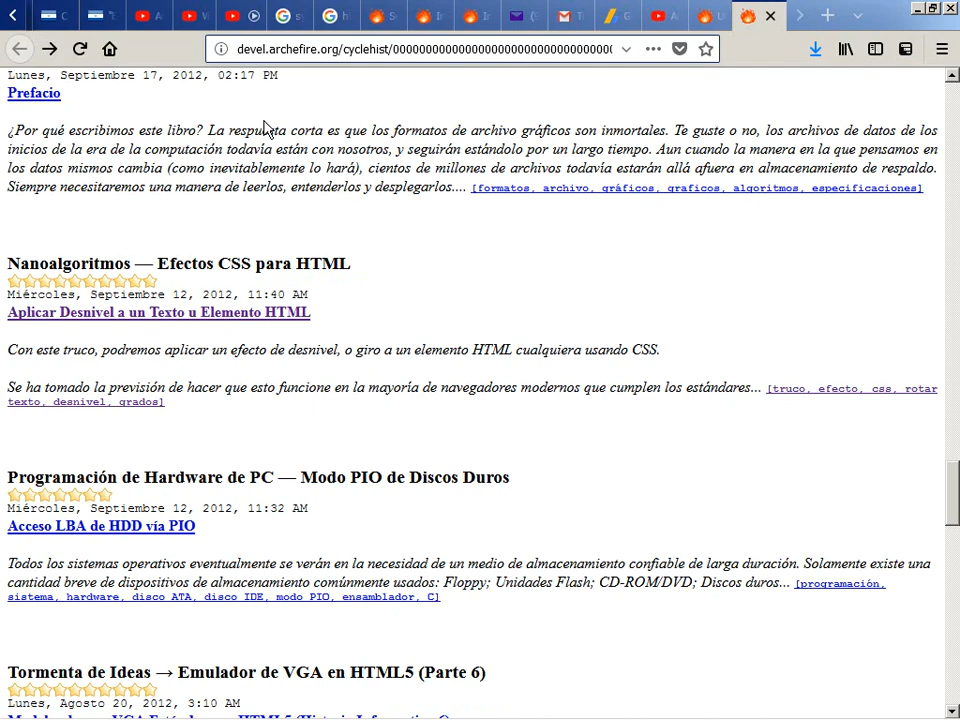 C
"E
A
W
s
h
S
In
In
(5
T
G
A
U
devel.archefire.org/cyclehist/
Lunes, Septiembre 17, 2012, 02:17 PM
Prefacio
¿Por qué escribimos este libro? La respuesta corta es que los formatos de archivo gráficos son inmortales. Te guste o no, los archivos de datos de los
inicios de la era de la computación todavía están con nosotros, y seguirán estándolo por un largo tiempo. Aun cuando la manera en la que pensamos en
los datos mismos cambia (como inevitablemente lo hará), cientos de millones de archivos todavía estarán allá afuera en almacenamiento de respaldo.
Siempre necesitaremos una manera de leerlos, entenderlos y desplegarlos.... [formatos, archivo, gráficos, graficos, algoritmos, especificaciones]
Nanoalgoritmos — Efectos CSS para HTML
Miércoles, Septiembre 12, 2012, 11:40 AM
Aplicar Desnivel a un Texto u Elemento HTML
Con este truco, podremos aplicar un efecto de desnivel, o giro a un elemento HTML cualquiera usando CSS.
Se ha tomado la previsión de hacer que esto funcione en la mayoría de navegadores modernos que cumplen los estándares... [truco, efecto, css, rotar
texto, desnivel, grados]
Programación de Hardware de PC — Modo PIO de Discos Duros
Miércoles, Septiembre 12, 2012, 11:32 AM
Acceso LBA de HDD vía PIO
Todos los sistemas operativos eventualmente se verán en la necesidad de un medio de almacenamiento confiable de larga duración. Solamente existe una
cantidad breve de dispositivos de almacenamiento comúnmente usados: Floppy; Unidades Flash; CD-ROM/DVD; Discos duros... [programación,
sistema, hardware, disco ATA, disco IDE, modo PIO, ensamblador, C]
Tormenta de Ideas → Emulador de VGA en HTML5 (Parte 6)
Lunes, Agosto 20, 2012, 3:10 AM